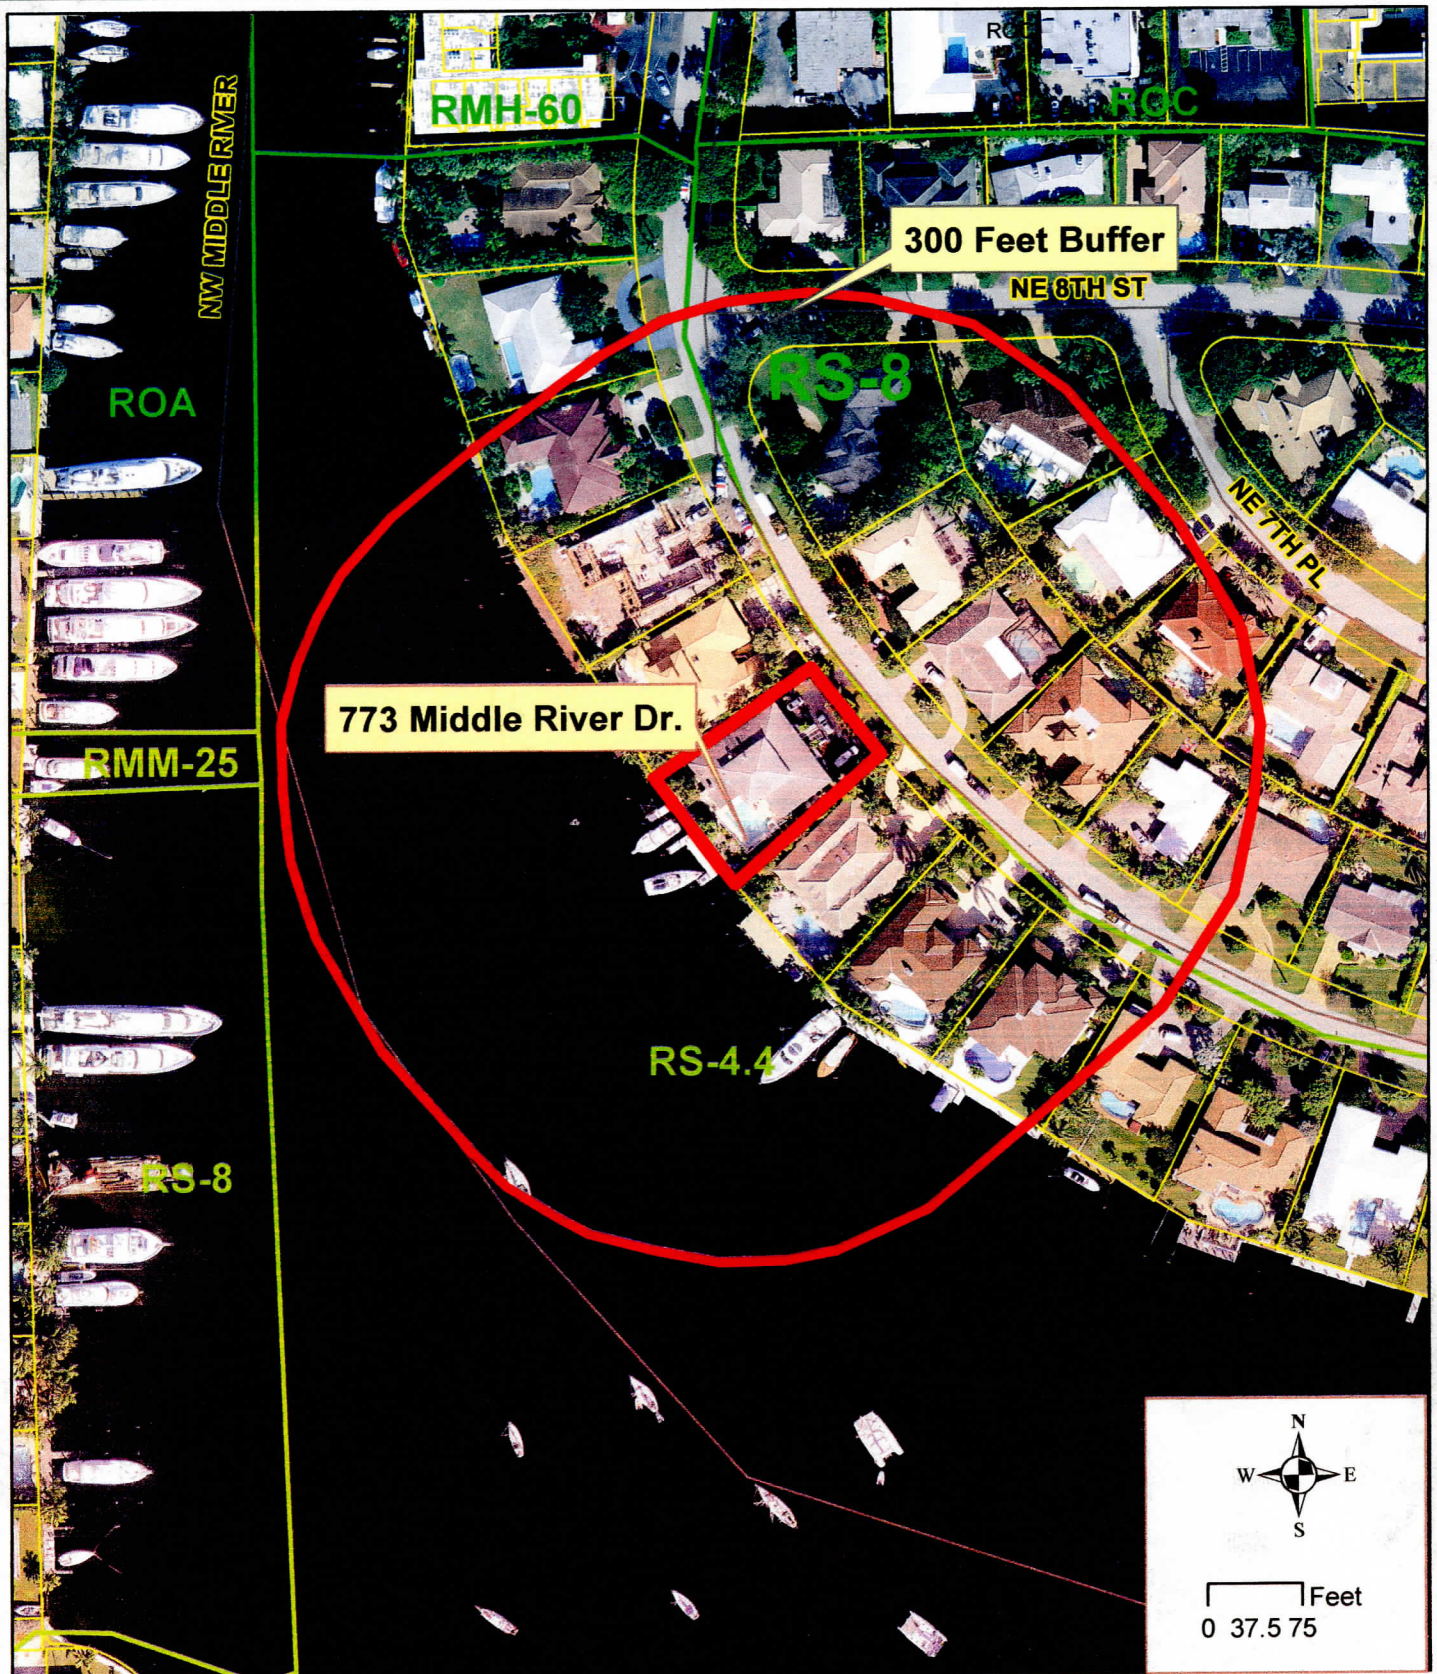 ROC
RMH-60
ROC
NW MIDDLE RIVER
300 Feet Buffer
NE 8TH ST
RS-8
ROA
NE 7TH PL
773 Middle River Dr.
RMM-25
RS-4.4
RS-8
N
W E
S
Feet
0 37.5 75